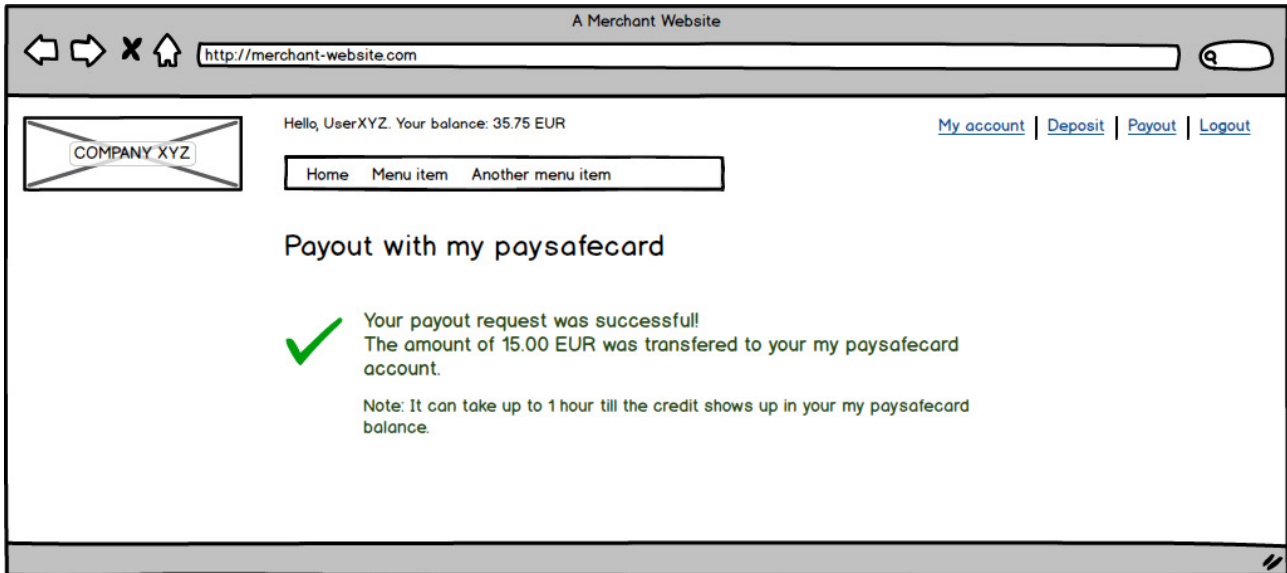 A Merchant Website
http://merchant-website.com
COMPANY XYZ
Hello, UserXYZ. Your balance: 35.75 EUR
My account Deposit Payout Logout
Home Menu item Another menu item
Payout with my paysafecard
Your payout request was successful!
The amount of 15.00 EUR was transfered to your my paysafecard
account.
Note: It can take up to 1 hour till the credit shows up in your my paysafecard
balance.